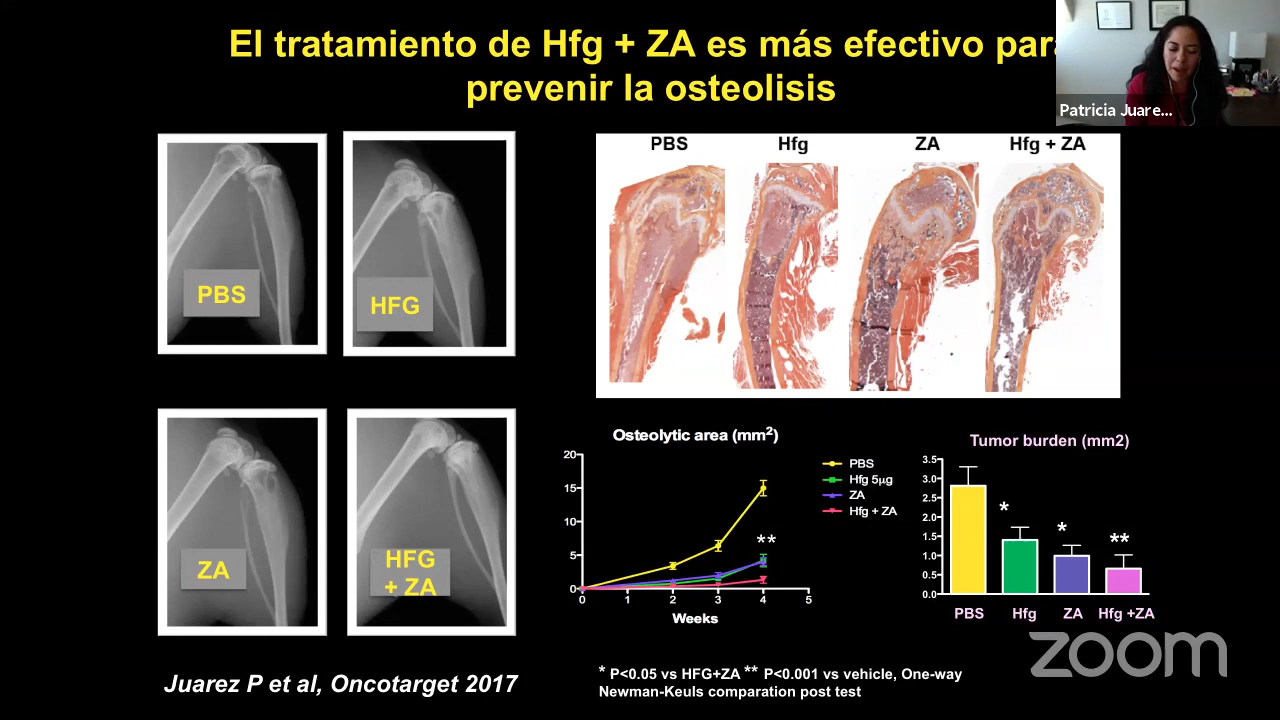 El tratamiento de Hfg + ZA es más efectivo para
prevenir la osteolisis
Patricia Juare...
PBS
HFG
ZA
HFG
+ ZA
PBS Hfg ZA Hfg + ZA
Osteolytic area (mm2)
20
15
10
5
0
0 1 2 3 4 5
Weeks
**
PBS
Hfg 5µg
ZA
Hfg + ZA
Tumor burden (mm2)
3.5
3.0
2.5
2.0
1.5
1.0
0.5
0.0
* * **
PBS Hfg ZA Hfg +ZA
zoom
Juarez P et al, Oncotarget 2017
* P<0.05 vs HFG+ZA ** P<0.001 vs vehicle, One-way
Newman-Keuls comparation post test